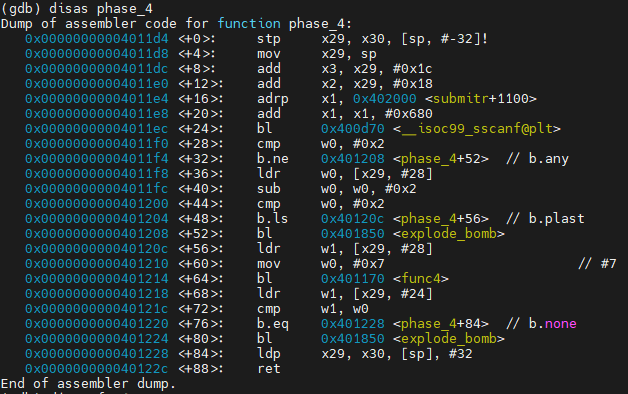 (gdb) disas phase_4
Dump of assembler code for function phase_4:
0x00000000004011d4 <+0>: stp x29, x30, [sp, #-32]!
0x00000000004011d8 <+4>: mov x29, sp
0x00000000004011dc <+8>: add x3, x29, #0x1c
0x00000000004011e0 <+12>: add x2, x29, #0x18
0x00000000004011e4 <+16>: adrp x1, 0x402000 <submitr+1100>
0x00000000004011e8 <+20>: add x1, x1, #0x680
0x00000000004011ec <+24>: bl 0x400d70 <__isoc99_sscanf@plt>
0x00000000004011f0 <+28>: cmp w0, #0x2
0x00000000004011f4 <+32>: b.ne 0x401208 <phase_4+52> // b.any
0x00000000004011f8 <+36>: ldr w0, [x29, #28]
0x00000000004011fc <+40>: sub w0, w0, #0x2
0x0000000000401200 <+44>: cmp w0, #0x2
0x0000000000401204 <+48>: b.ls 0x40120c <phase_4+56> // b.plast
0x0000000000401208 <+52>: bl 0x401850 <explode_bomb>
0x000000000040120c <+56>: ldr w1, [x29, #28]
0x0000000000401210 <+60>: mov w0, #0x7 // #7
0x0000000000401214 <+64>: bl 0x401170 <func4>
0x0000000000401218 <+68>: ldr w1, [x29, #24]
0x000000000040121c <+72>: cmp w1, w0
0x0000000000401220 <+76>: b.eq 0x401228 <phase_4+84> // b.none
0x0000000000401224 <+80>: bl 0x401850 <explode_bomb>
0x0000000000401228 <+84>: ldp x29, x30, [sp], #32
0x000000000040122c <+88>: ret
End of assembler dump.